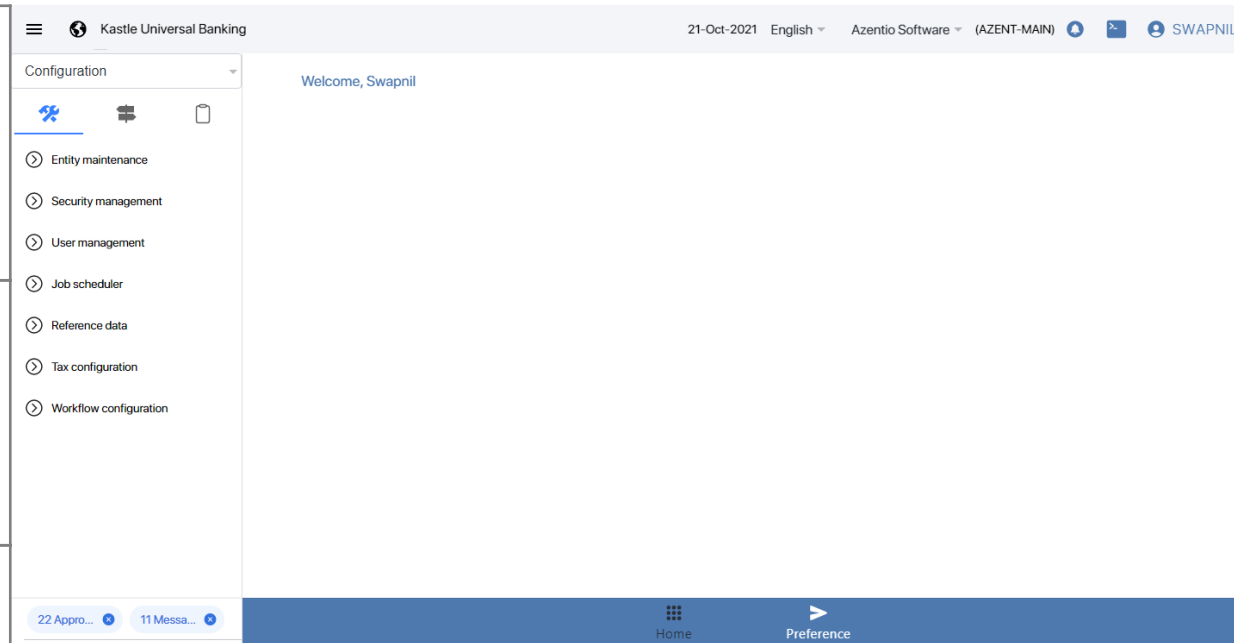 Kastle Universal Banking
21-Oct-2021 English Azentio Software (AZENT-MAIN) SWAPNIL
Configuration
Welcome, Swapnil
Entity maintenance
Security management
User management
Job scheduler
Reference data
Tax configuration
Workflow configuration
22 Appro... 11 Messa...
Home Preference